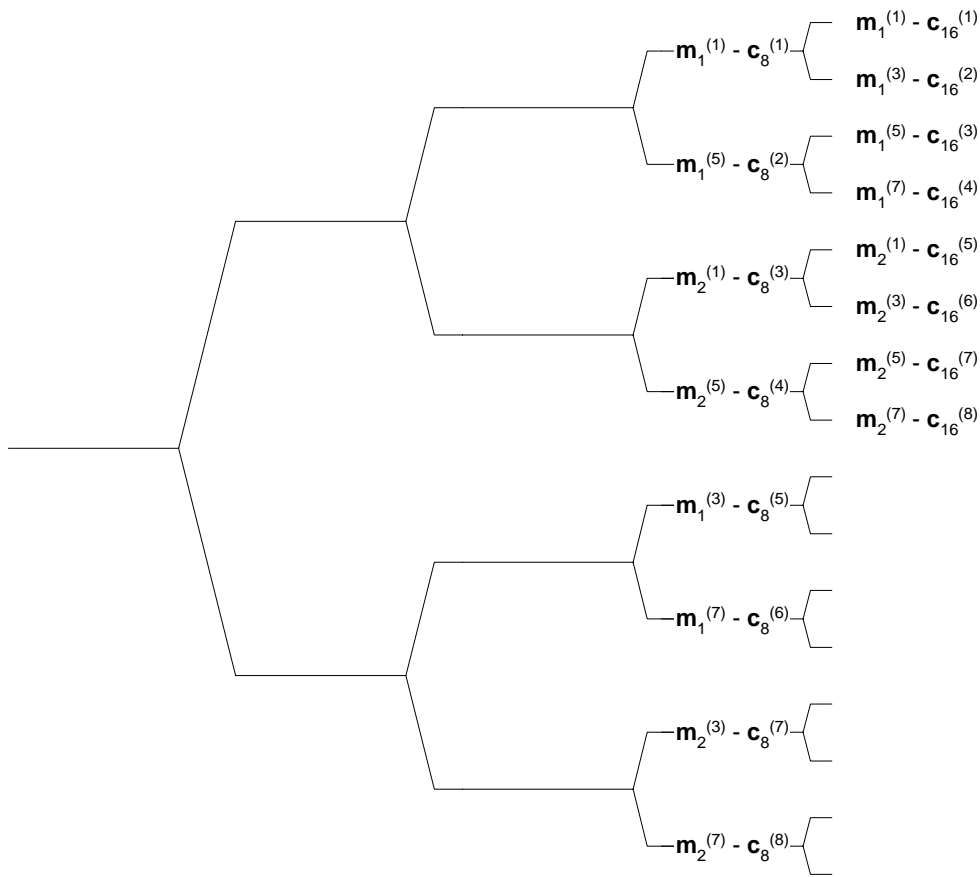 m₁⁽¹⁾ - c₁₆⁽¹⁾
m₁⁽¹⁾ - c₈⁽¹⁾
m₁⁽³⁾ - c₁₆⁽²⁾
m₁⁽⁵⁾ - c₁₆⁽³⁾
m₁⁽⁵⁾ - c₈⁽²⁾
m₁⁽⁷⁾ - c₁₆⁽⁴⁾
m₂⁽¹⁾ - c₁₆⁽⁵⁾
m₂⁽¹⁾ - c₈⁽³⁾
m₂⁽³⁾ - c₁₆⁽⁶⁾
m₂⁽⁵⁾ - c₁₆⁽⁷⁾
m₂⁽⁵⁾ - c₈⁽⁴⁾
m₂⁽⁷⁾ - c₁₆⁽⁸⁾
m₁⁽³⁾ - c₈⁽⁵⁾
m₁⁽⁷⁾ - c₈⁽⁶⁾
m₂⁽³⁾ - c₈⁽⁷⁾
m₂⁽⁷⁾ - c₈⁽⁸⁾